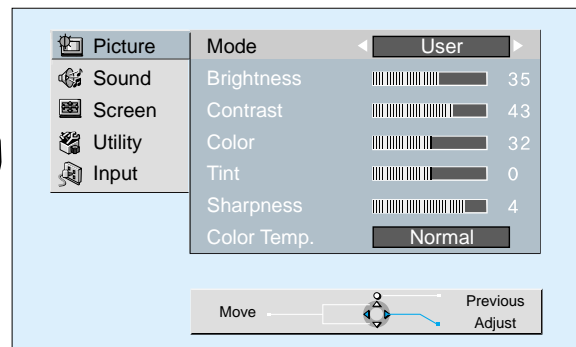 Picture
Sound
Screen
Utility
Input
Mode User
Brightness 35
Contrast 43
Color 32
Tint 0
Sharpness 4
Color Temp. Normal
Move
Previous
Adjust